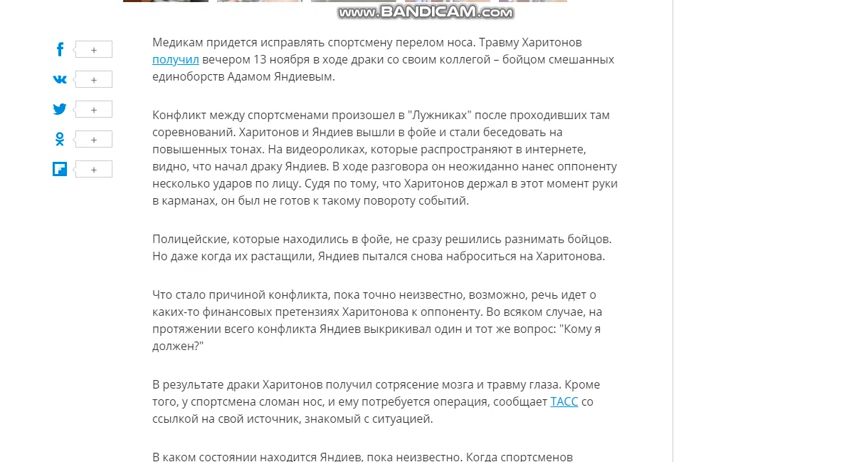 www.BANDICAM.com
Медикам придется исправлять спортсмену перелом носа. Травму Харитонов
получил вечером 13 ноября в ходе драки со своим коллегой – бойцом смешанных
единоборств Адамом Яндиевым.
+
+
+
+
+
Конфликт между спортсменами произошел в "Лужниках" после проходивших там
соревнований. Харитонов и Яндиев вышли в фойе и стали беседовать на
повышенных тонах. На видеороликах, которые распространяют в интернете,
видно, что начал драку Яндиев. В ходе разговора он неожиданно нанес оппоненту
несколько ударов по лицу. Судя по тому, что Харитонов держал в этот момент руки
в карманах, он был не готов к такому повороту событий.
Полицейские, которые находились в фойе, не сразу решились разнимать бойцов.
Но даже когда их растащили, Яндиев пытался снова наброситься на Харитонова.
Что стало причиной конфликта, пока точно неизвестно, возможно, речь идет о
каких-то финансовых претензиях Харитонова к оппоненту. Во всяком случае, на
протяжении всего конфликта Яндиев выкрикивал один и тот же вопрос: "Кому я
должен?"
В результате драки Харитонов получил сотрясение мозга и травму глаза. Кроме
того, у спортсмена сломан нос, и ему потребуется операция, сообщает ТАСС со
ссылкой на свой источник, знакомый с ситуацией.
В каком состоянии находится Яндиев, пока неизвестно. Когда спортсменов